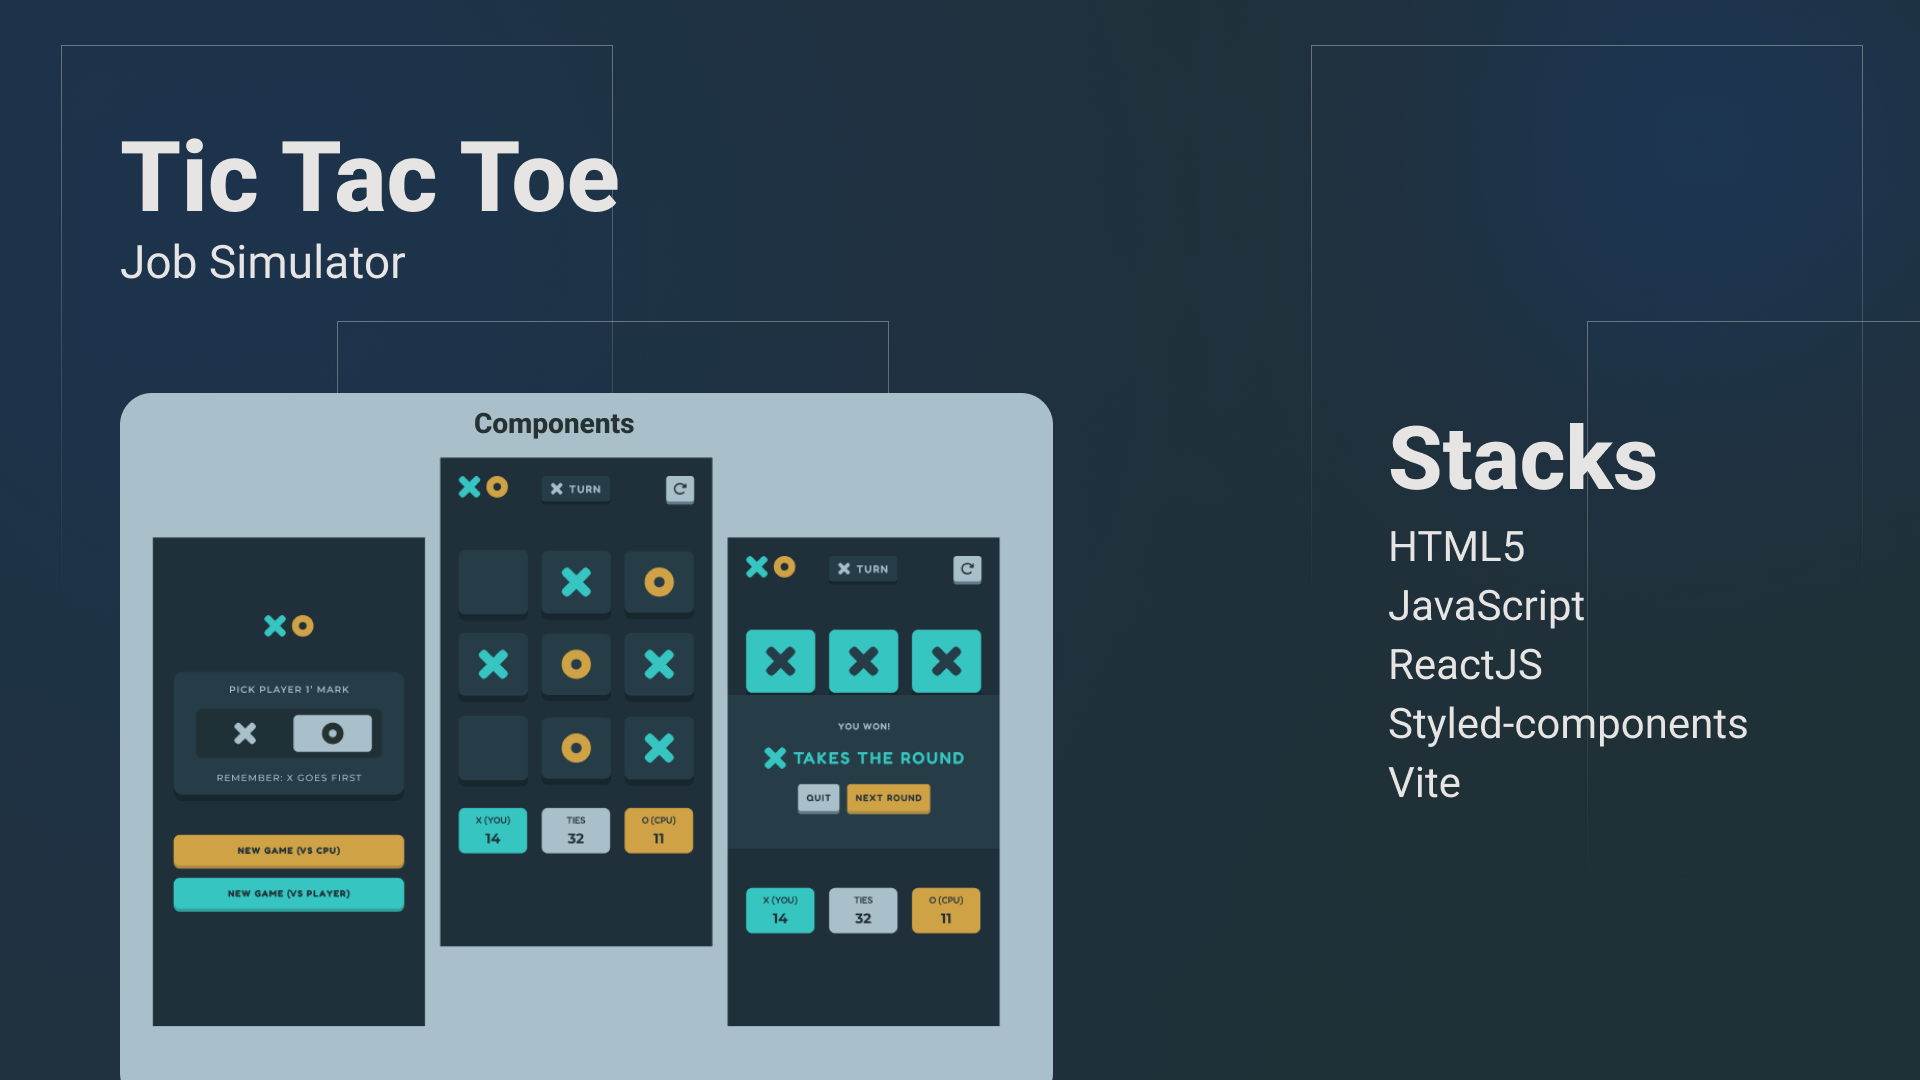 Tic Tac Toe
Job Simulator
Components
PICK PLAYER 1' MARK
REMEMBER: X GOES FIRST
NEW GAME (VS CPU)
NEW GAME (VS PLAYER)
TURN
X (YOU)
14
TIES
32
O (CPU)
11
TURN
YOU WON!
TAKES THE ROUND
QUIT
NEXT ROUND
X (YOU)
14
TIES
32
O (CPU)
11
Stacks
HTML5
JavaScript
ReactJS
Styled-components
Vite